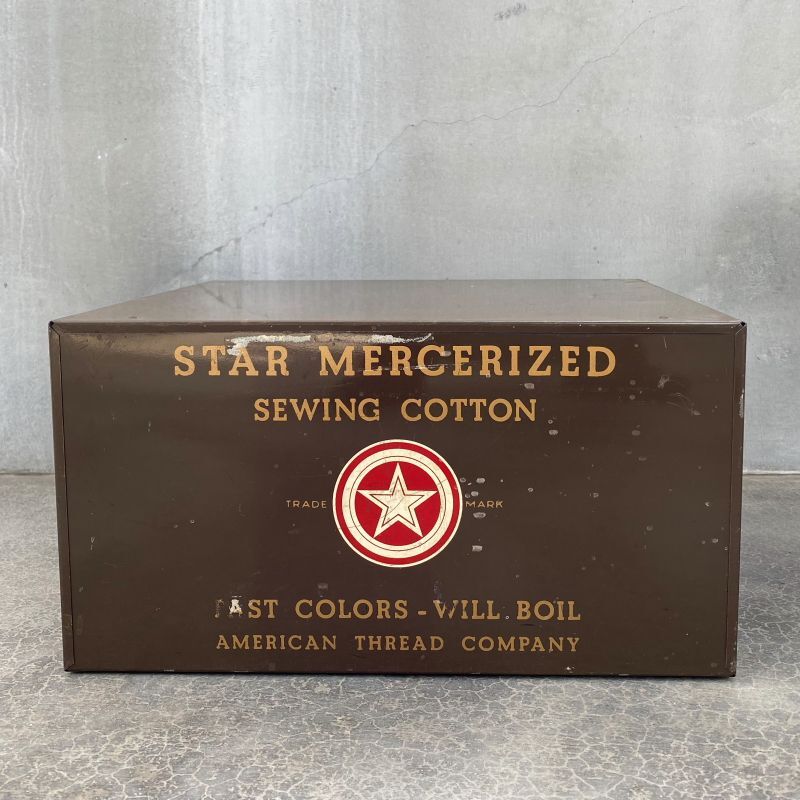 STAR MERCERIZED
SEWING COTTON
TRADE MARK
FAST COLORS - WILL BOIL
AMERICAN THREAD COMPANY